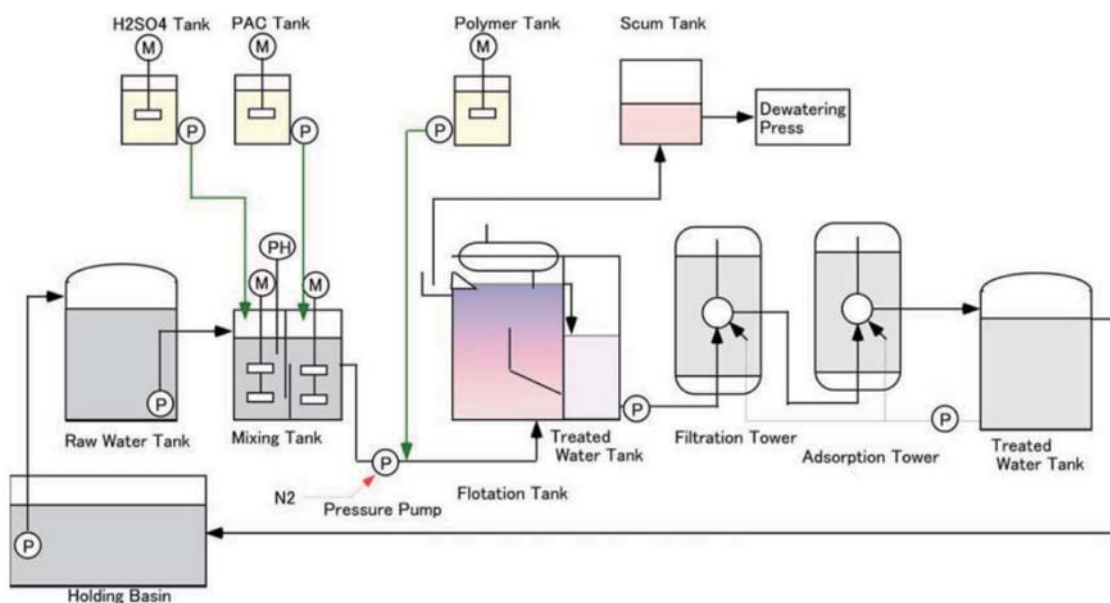 H2SO4 Tank
PAC Tank
Polymer Tank
Scum Tank
M
M
M
P
P
P
Dewatering
Press
PH
M
M
P
Raw Water Tank
Mixing Tank
P
Treated
Water Tank
Filtration Tower
Adsorption Tower
P
Treated
Water Tank
P
N2
Pressure Pump
Flotation Tank
P
Holding Basin